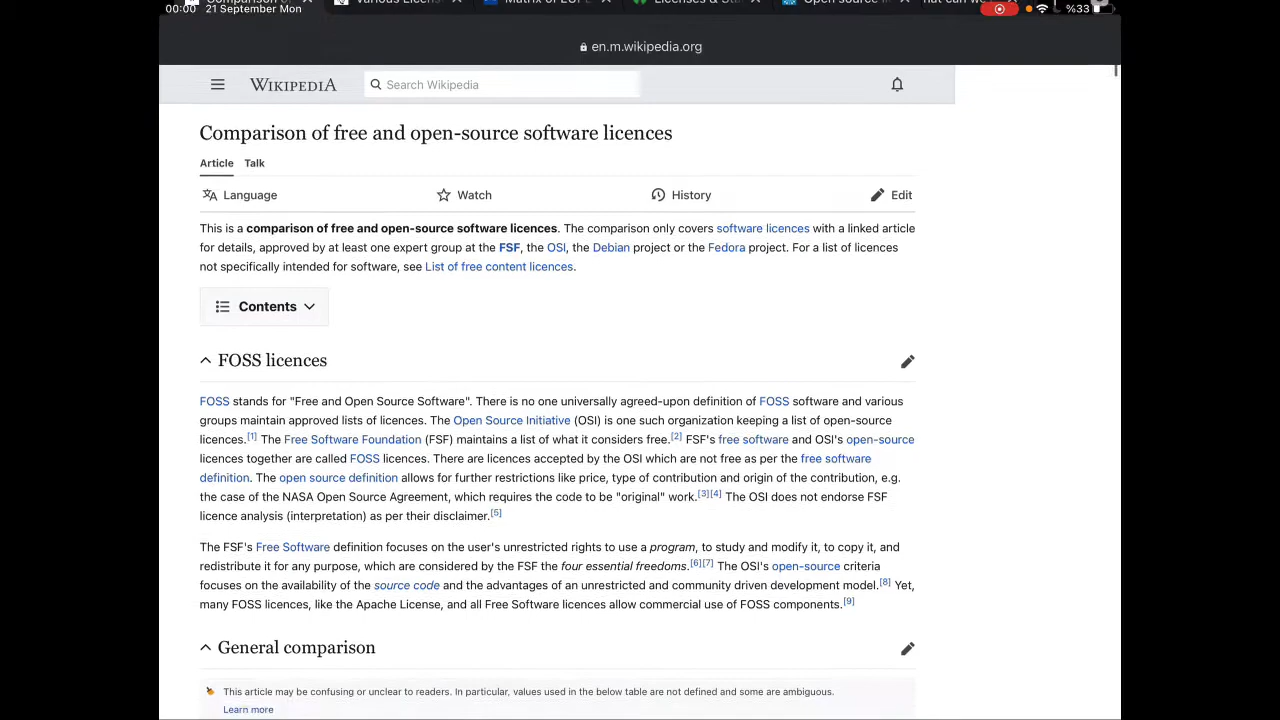 00:00 21 September Mon
%33
Licenses & Sta
en.m.wikipedia.org
WIKIPEDIA
Search Wikipedia
Comparison of free and open-source software licences
Article Talk
Language Watch History Edit
This is a comparison of free and open-source software licences. The comparison only covers software licences with a linked article
for details, approved by at least one expert group at the FSF, the OSI, the Debian project or the Fedora project. For a list of licences
not specifically intended for software, see List of free content licences.
Contents
FOSS licences
FOSS stands for "Free and Open Source Software". There is no one universally agreed-upon definition of FOSS software and various
groups maintain approved lists of licences. The Open Source Initiative (OSI) is one such organization keeping a list of open-source
licences.[1] The Free Software Foundation (FSF) maintains a list of what it considers free.[2] FSF's free software and OSI's open-source
licences together are called FOSS licences. There are licences accepted by the OSI which are not free as per the free software
definition. The open source definition allows for further restrictions like price, type of contribution and origin of the contribution, e.g.
the case of the NASA Open Source Agreement, which requires the code to be "original" work.[3][4] The OSI does not endorse FSF
licence analysis (interpretation) as per their disclaimer.[5]
The FSF's Free Software definition focuses on the user's unrestricted rights to use a program, to study and modify it, to copy it, and
redistribute it for any purpose, which are considered by the FSF the four essential freedoms.[6][7] The OSI's open-source criteria
focuses on the availability of the source code and the advantages of an unrestricted and community driven development model.[8] Yet,
many FOSS licences, like the Apache License, and all Free Software licences allow commercial use of FOSS components.[9]
General comparison
This article may be confusing or unclear to readers. In particular, values used in the below table are not defined and some are ambiguous.
Learn more